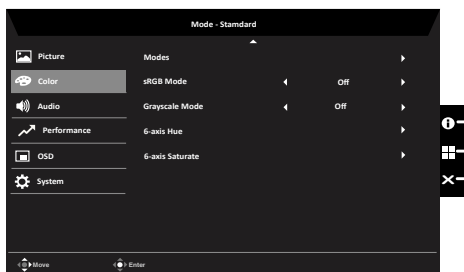 Mode - Stamdard
Picture
Modes
Color
sRGB Mode
Off
Audio
Grayscale Mode
Off
Performance
6-axis Hue
OSD
6-axis Saturate
System
Move
Enter